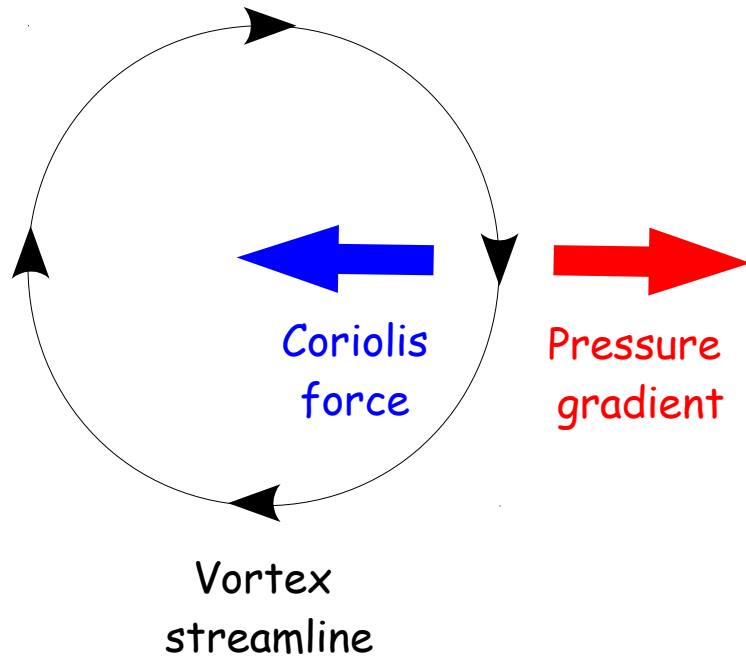 Coriolis
force
Pressure
gradient
Vortex
streamline